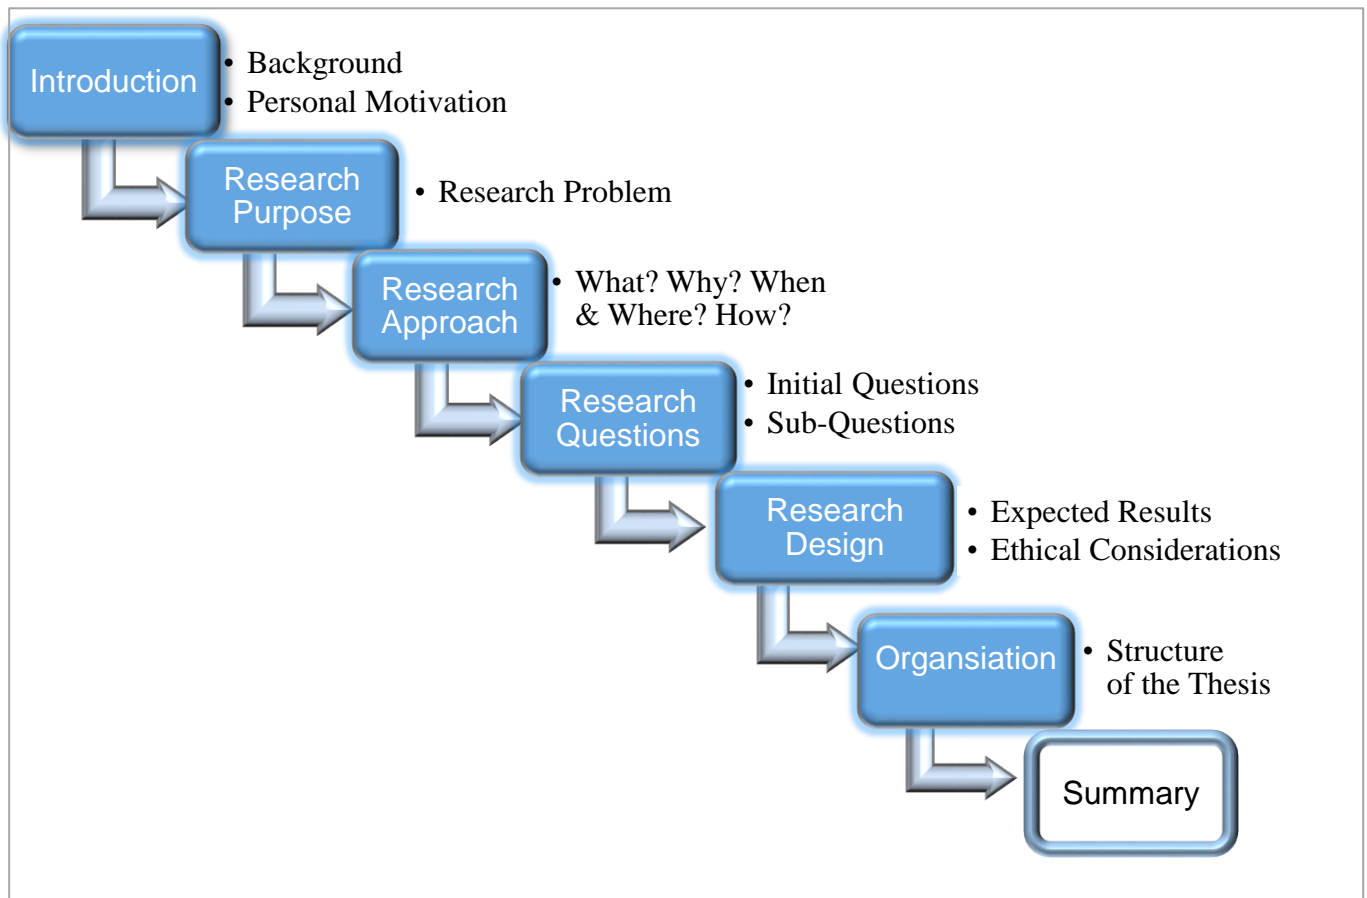 Introduction
• Background
• Personal Motivation
Research
Purpose
• Research Problem
Research
Approach
• What? Why? When
& Where? How?
Research
Questions
• Initial Questions
• Sub-Questions
Research
Design
• Expected Results
• Ethical Considerations
Organsiation
• Structure
of the Thesis
Summary